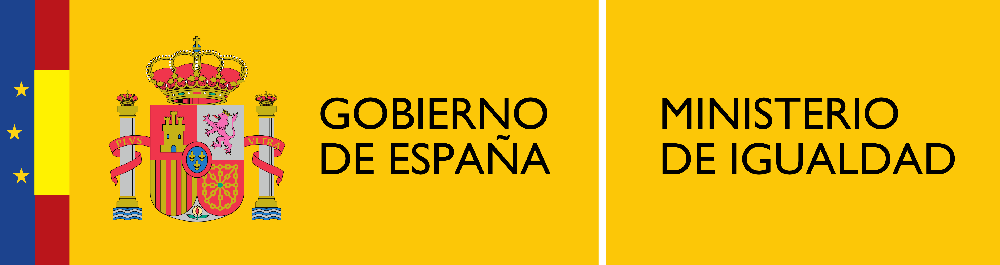 PLVS
VLTRA
GOBIERNO
DE ESPAÑA
MINISTERIO
DE IGUALDAD